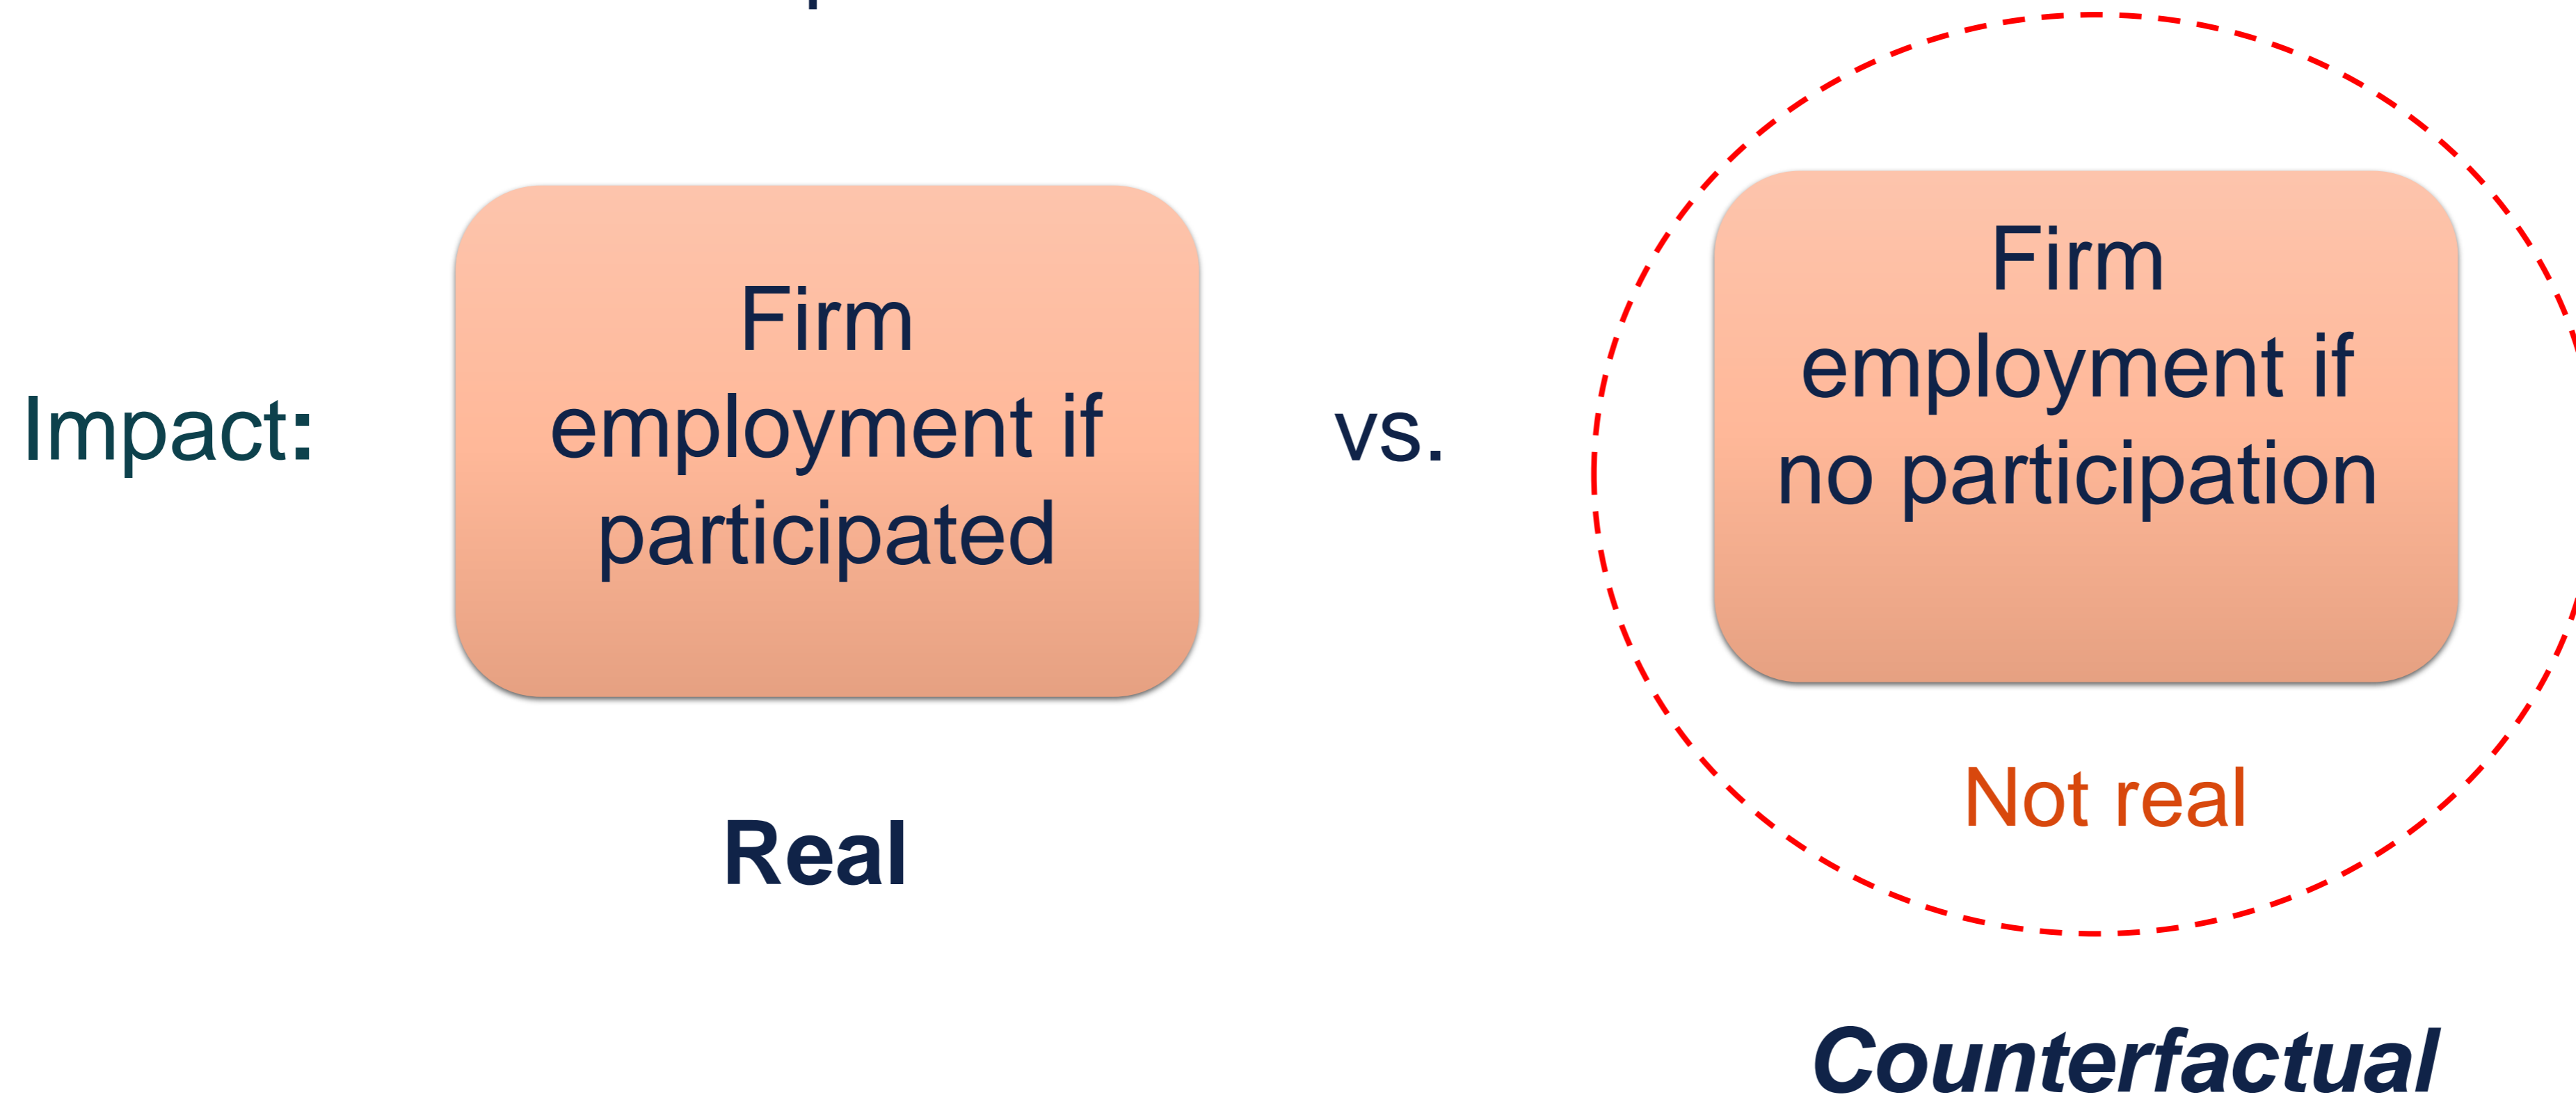 Impact:
Firm
employment if
participated
Real
vs.
Firm
employment if
no participation
Not real
Counterfactual